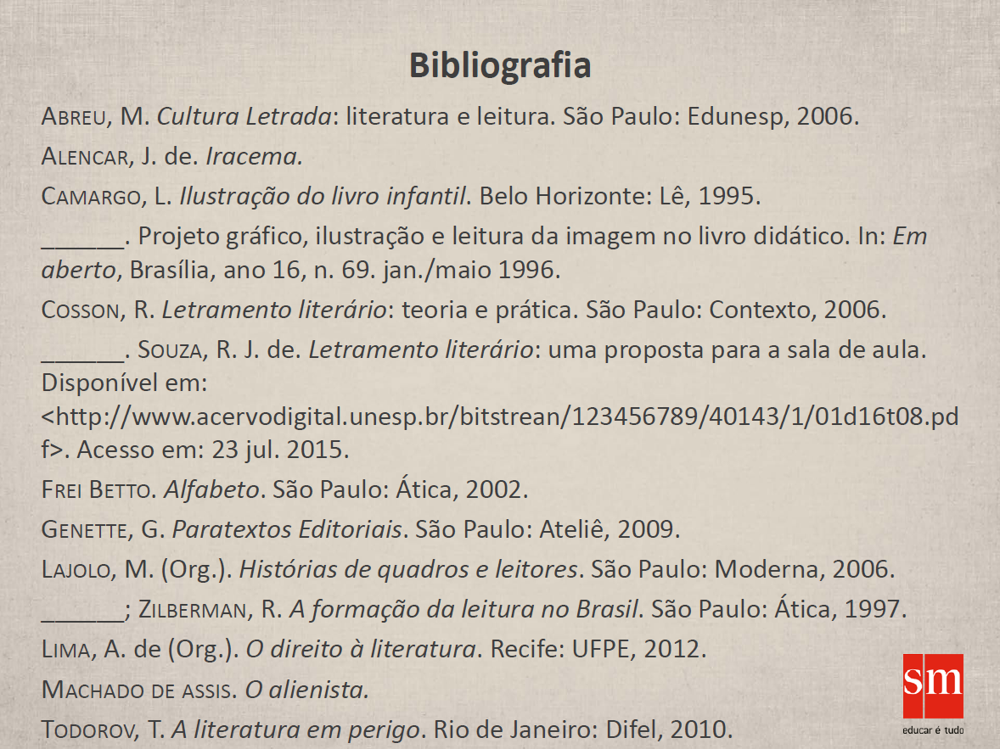 Bibliografia
ABREU, M. Cultura Letrada: literatura e leitura. São Paulo: Edunesp, 2006.
ALENCAR, J. de. Iracema.
CAMARGO, L. Ilustração do livro infantil. Belo Horizonte: Lê, 1995.
______. Projeto gráfico, ilustração e leitura da imagem no livro didático. In: Em
aberto, Brasília, ano 16, n. 69. jan./maio 1996.
COSSON, R. Letramento literário: teoria e prática. São Paulo: Contexto, 2006.
______. SOUZA, R. J. de. Letramento literário: uma proposta para a sala de aula.
Disponível em:
<http://www.acervodigital.unesp.br/bitstrean/123456789/40143/1/01d16t08.pd
f>. Acesso em: 23 jul. 2015.
FREI BETTO. Alfabeto. São Paulo: Ática, 2002.
GENETTE, G. Paratextos Editoriais. São Paulo: Ateliê, 2009.
LAJOLO, M. (Org.). Histórias de quadros e leitores. São Paulo: Moderna, 2006.
______; ZILBERMAN, R. A formação da leitura no Brasil. São Paulo: Ática, 1997.
LIMA, A. de (Org.). O direito à literatura. Recife: UFPE, 2012.
MACHADO DE ASSIS. O alienista.
TODOROV, T. A literatura em perigo. Rio de Janeiro: Difel, 2010.
sm
educar é tudo